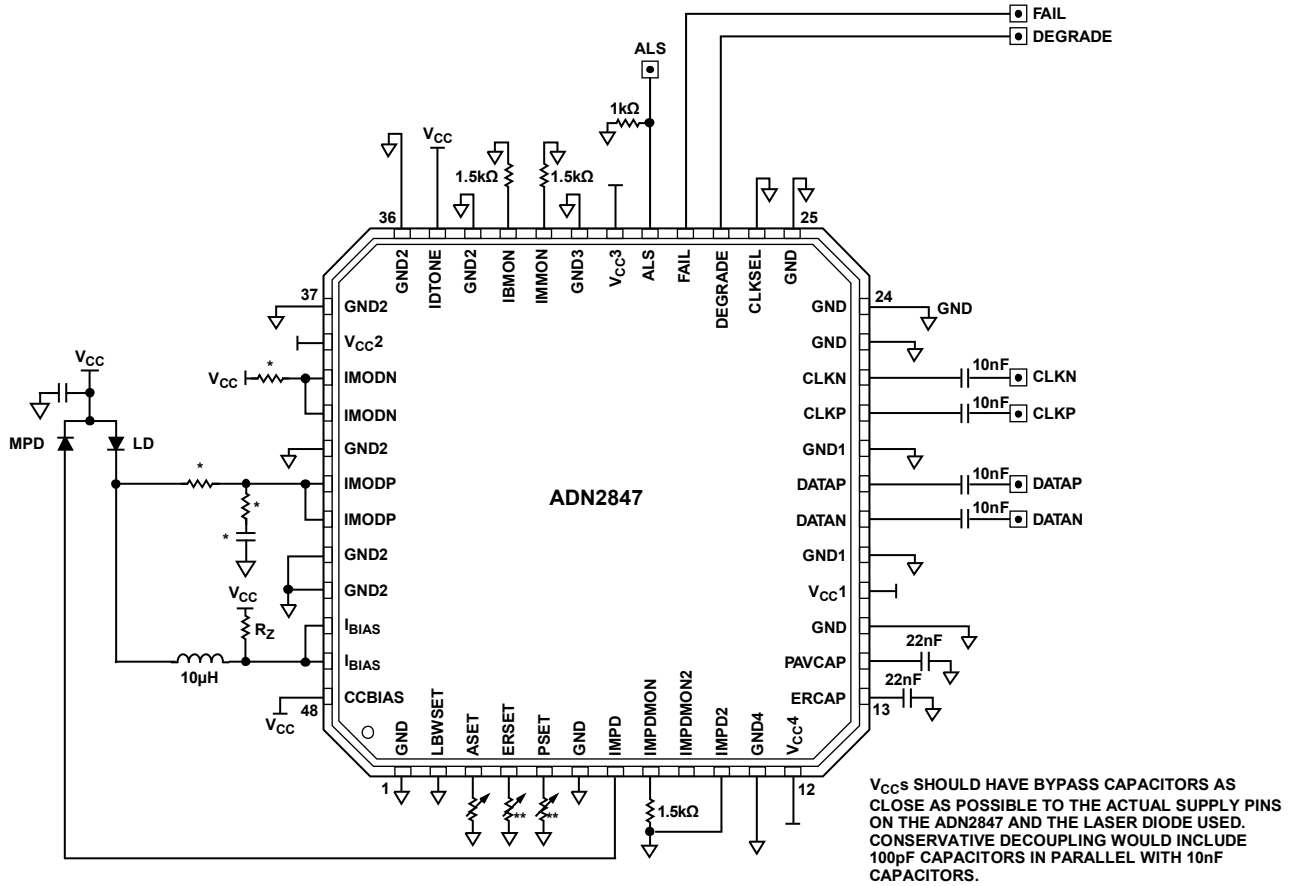 FAIL
DEGRADE
ALS
1kΩ
VCC
1.5kΩ
1.5kΩ
36
25
GND2
IDTONE
GND2
IBMON
IMMON
GND3
VCC3
ALS
FAIL
DEGRADE
CLKSEL
GND
37
GND2
VCC2
VCC
*
IMODN
IMODN
GND2
VCC
MPD
LD
*
*
*
IMODP
IMODP
GND2
GND2
VCC
RZ
IBIAS
IBIAS
10µH
CCBIAS
48
VCC
ADN2847
24
GND
GND
GND
CLKN
10nF
CLKN
CLKP
10nF
CLKP
GND1
DATAP
10nF
DATAP
DATAN
10nF
DATAN
GND1
VCC1
GND
22nF
PAVCAP
22nF
ERCAP
13
GND
LBWSET
ASET
ERSET
PSET
GND
IMPD
IMPDMON
IMPDMON2
IMPD2
GND4
VCC4
1
12
**
**
1.5kΩ
VCCs SHOULD HAVE BYPASS CAPACITORS AS
CLOSE AS POSSIBLE TO THE ACTUAL SUPPLY PINS
ON THE ADN2847 AND THE LASER DIODE USED.
CONSERVATIVE DECOUPLING WOULD INCLUDE
100pF CAPACITORS IN PARALLEL WITH 10nF
CAPACITORS.